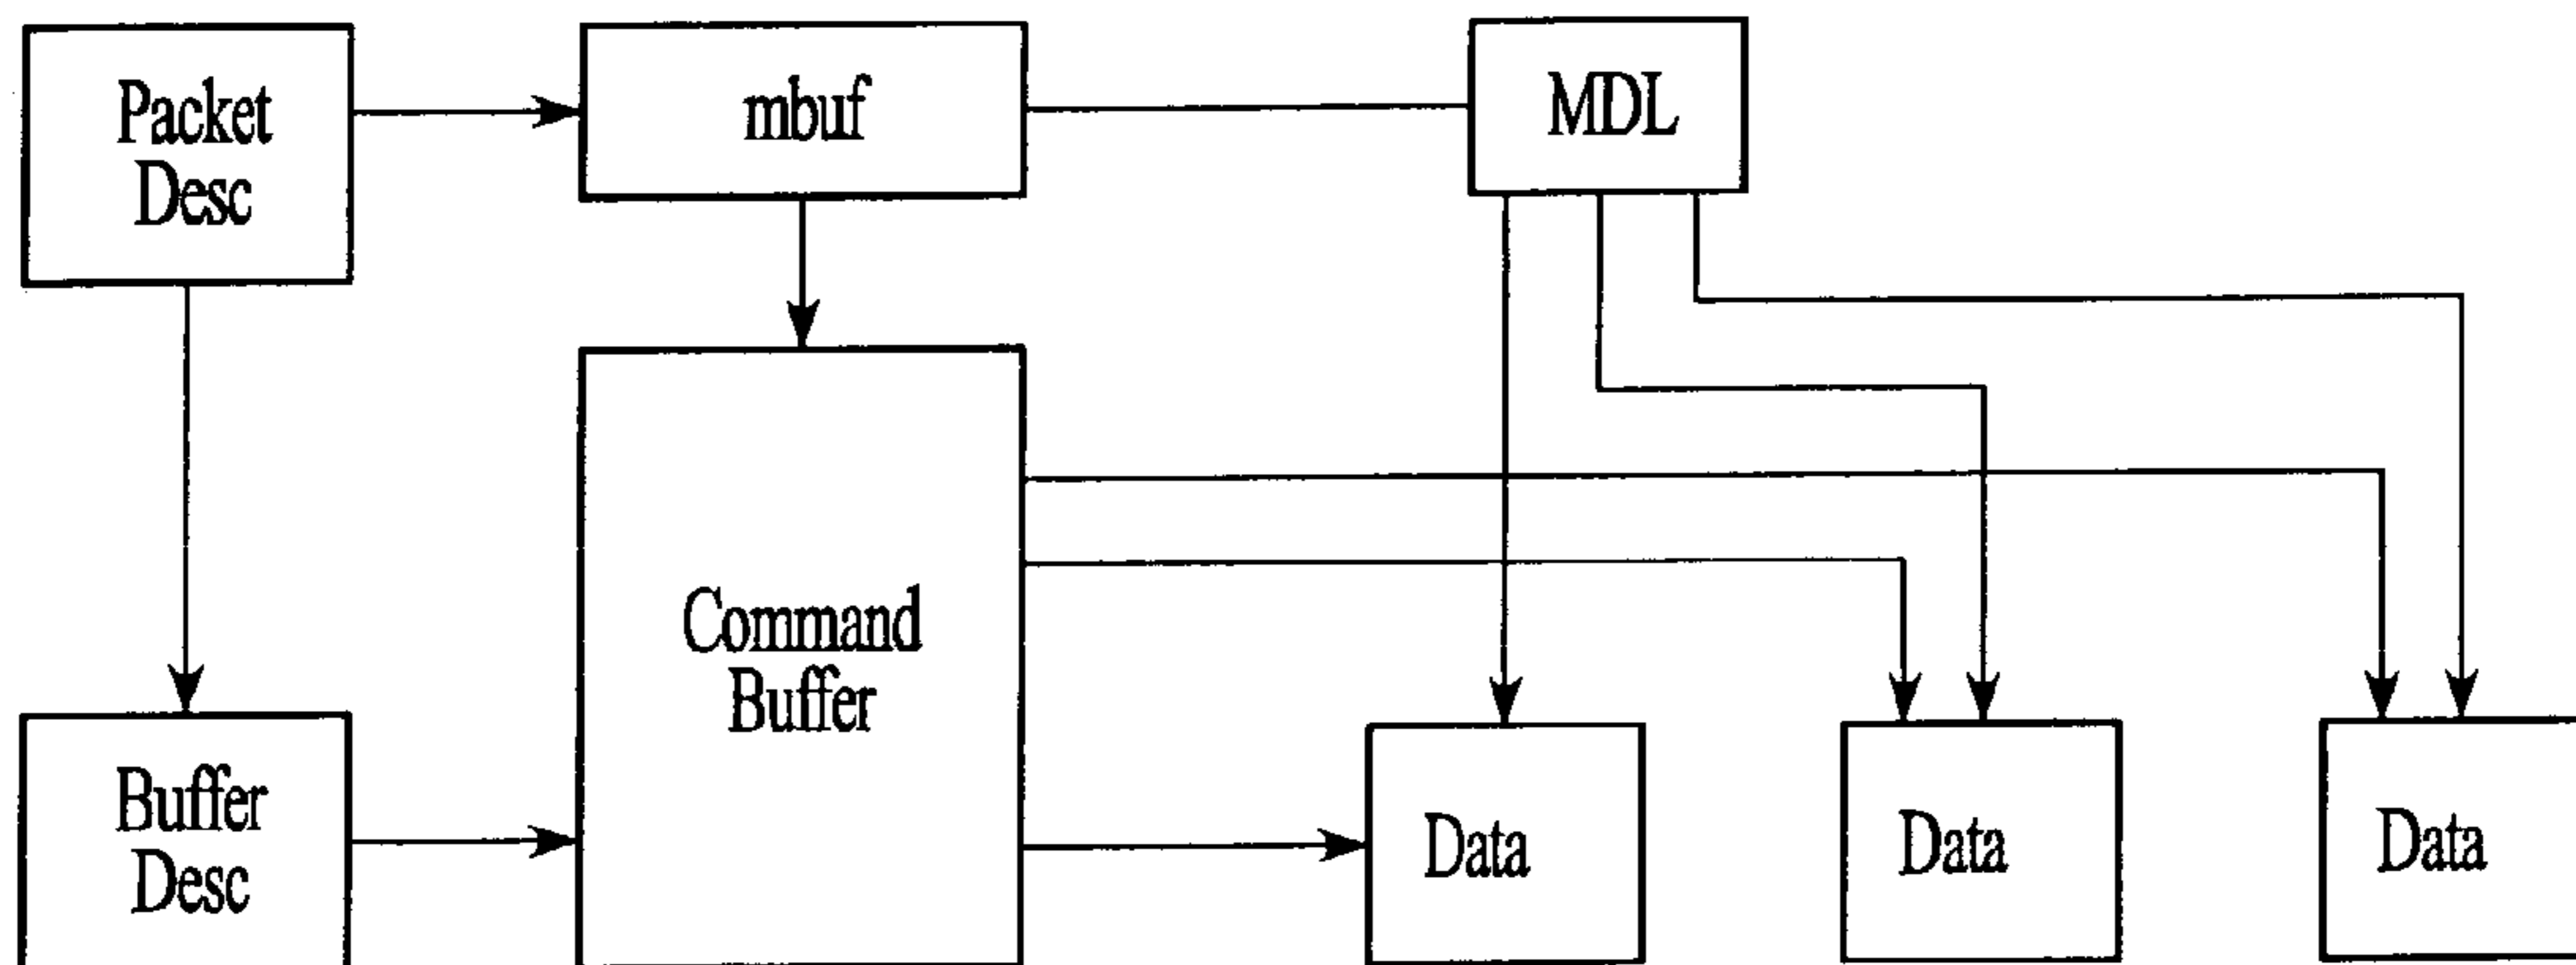 Packet
Desc
mbuf
MDL
Command
Buffer
Buffer
Desc
Data
Data
Data